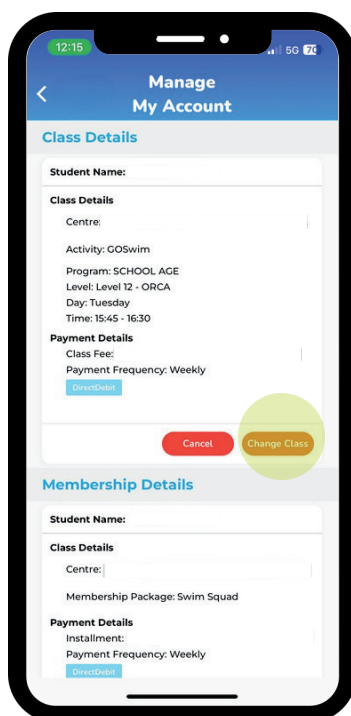 12:15
5G 70
Manage
My Account
Class Details
Student Name:
Class Details
Centre:
Activity: GOSwim
Program: SCHOOL AGE
Level: Level 12 - ORCA
Day: Tuesday
Time: 15:45 - 16:30
Payment Details
Class Fee:
Payment Frequency: Weekly
DirectDebit
Cancel
Change Class
Membership Details
Student Name:
Class Details
Centre:
Membership Package: Swim Squad
Payment Details
Installment:
Payment Frequency: Weekly
DirectDebit